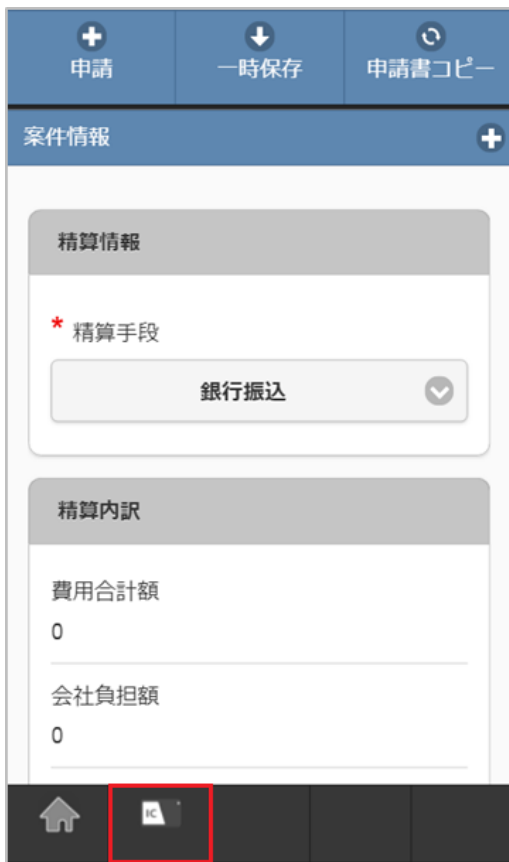 申請
一時保存
申請書コピー
案件情報
精算情報
* 精算手段
銀行振込
精算内訳
費用合計額
0
会社負担額
0
IC